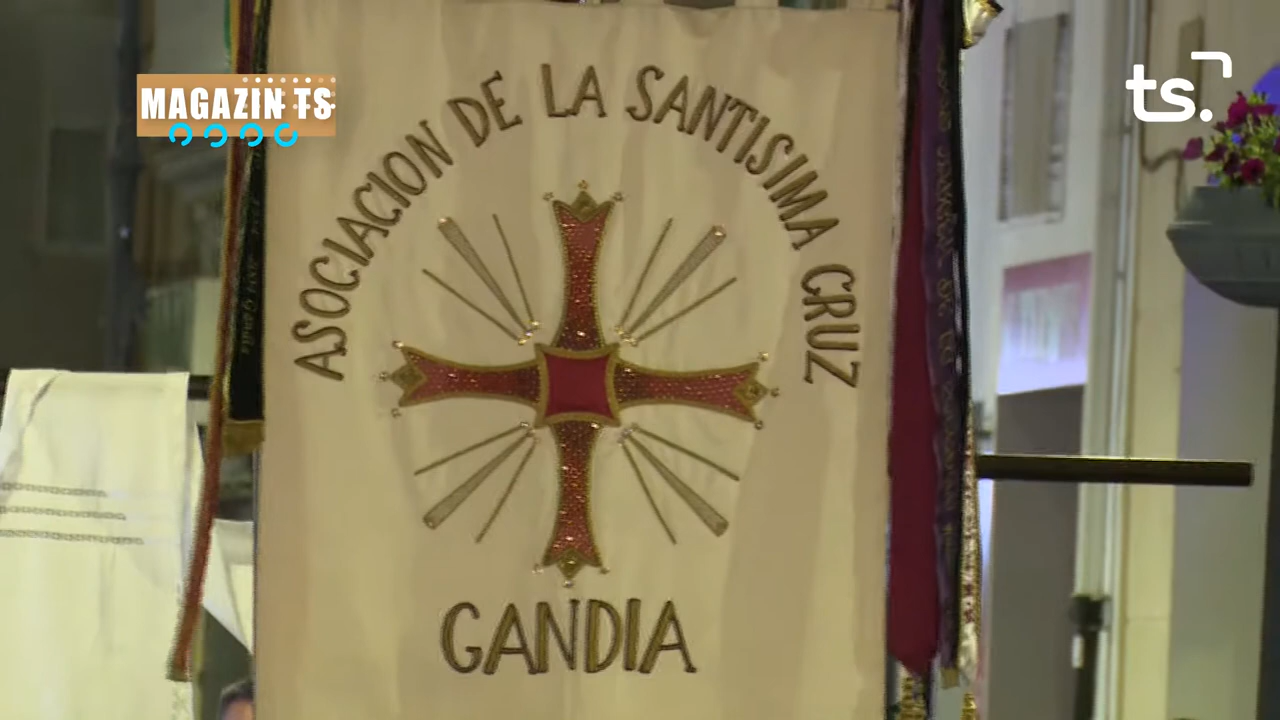 MAGAZIN TS
ts.
ASOCIACION DE LA SANTISIMA CRUZ
GANDIA